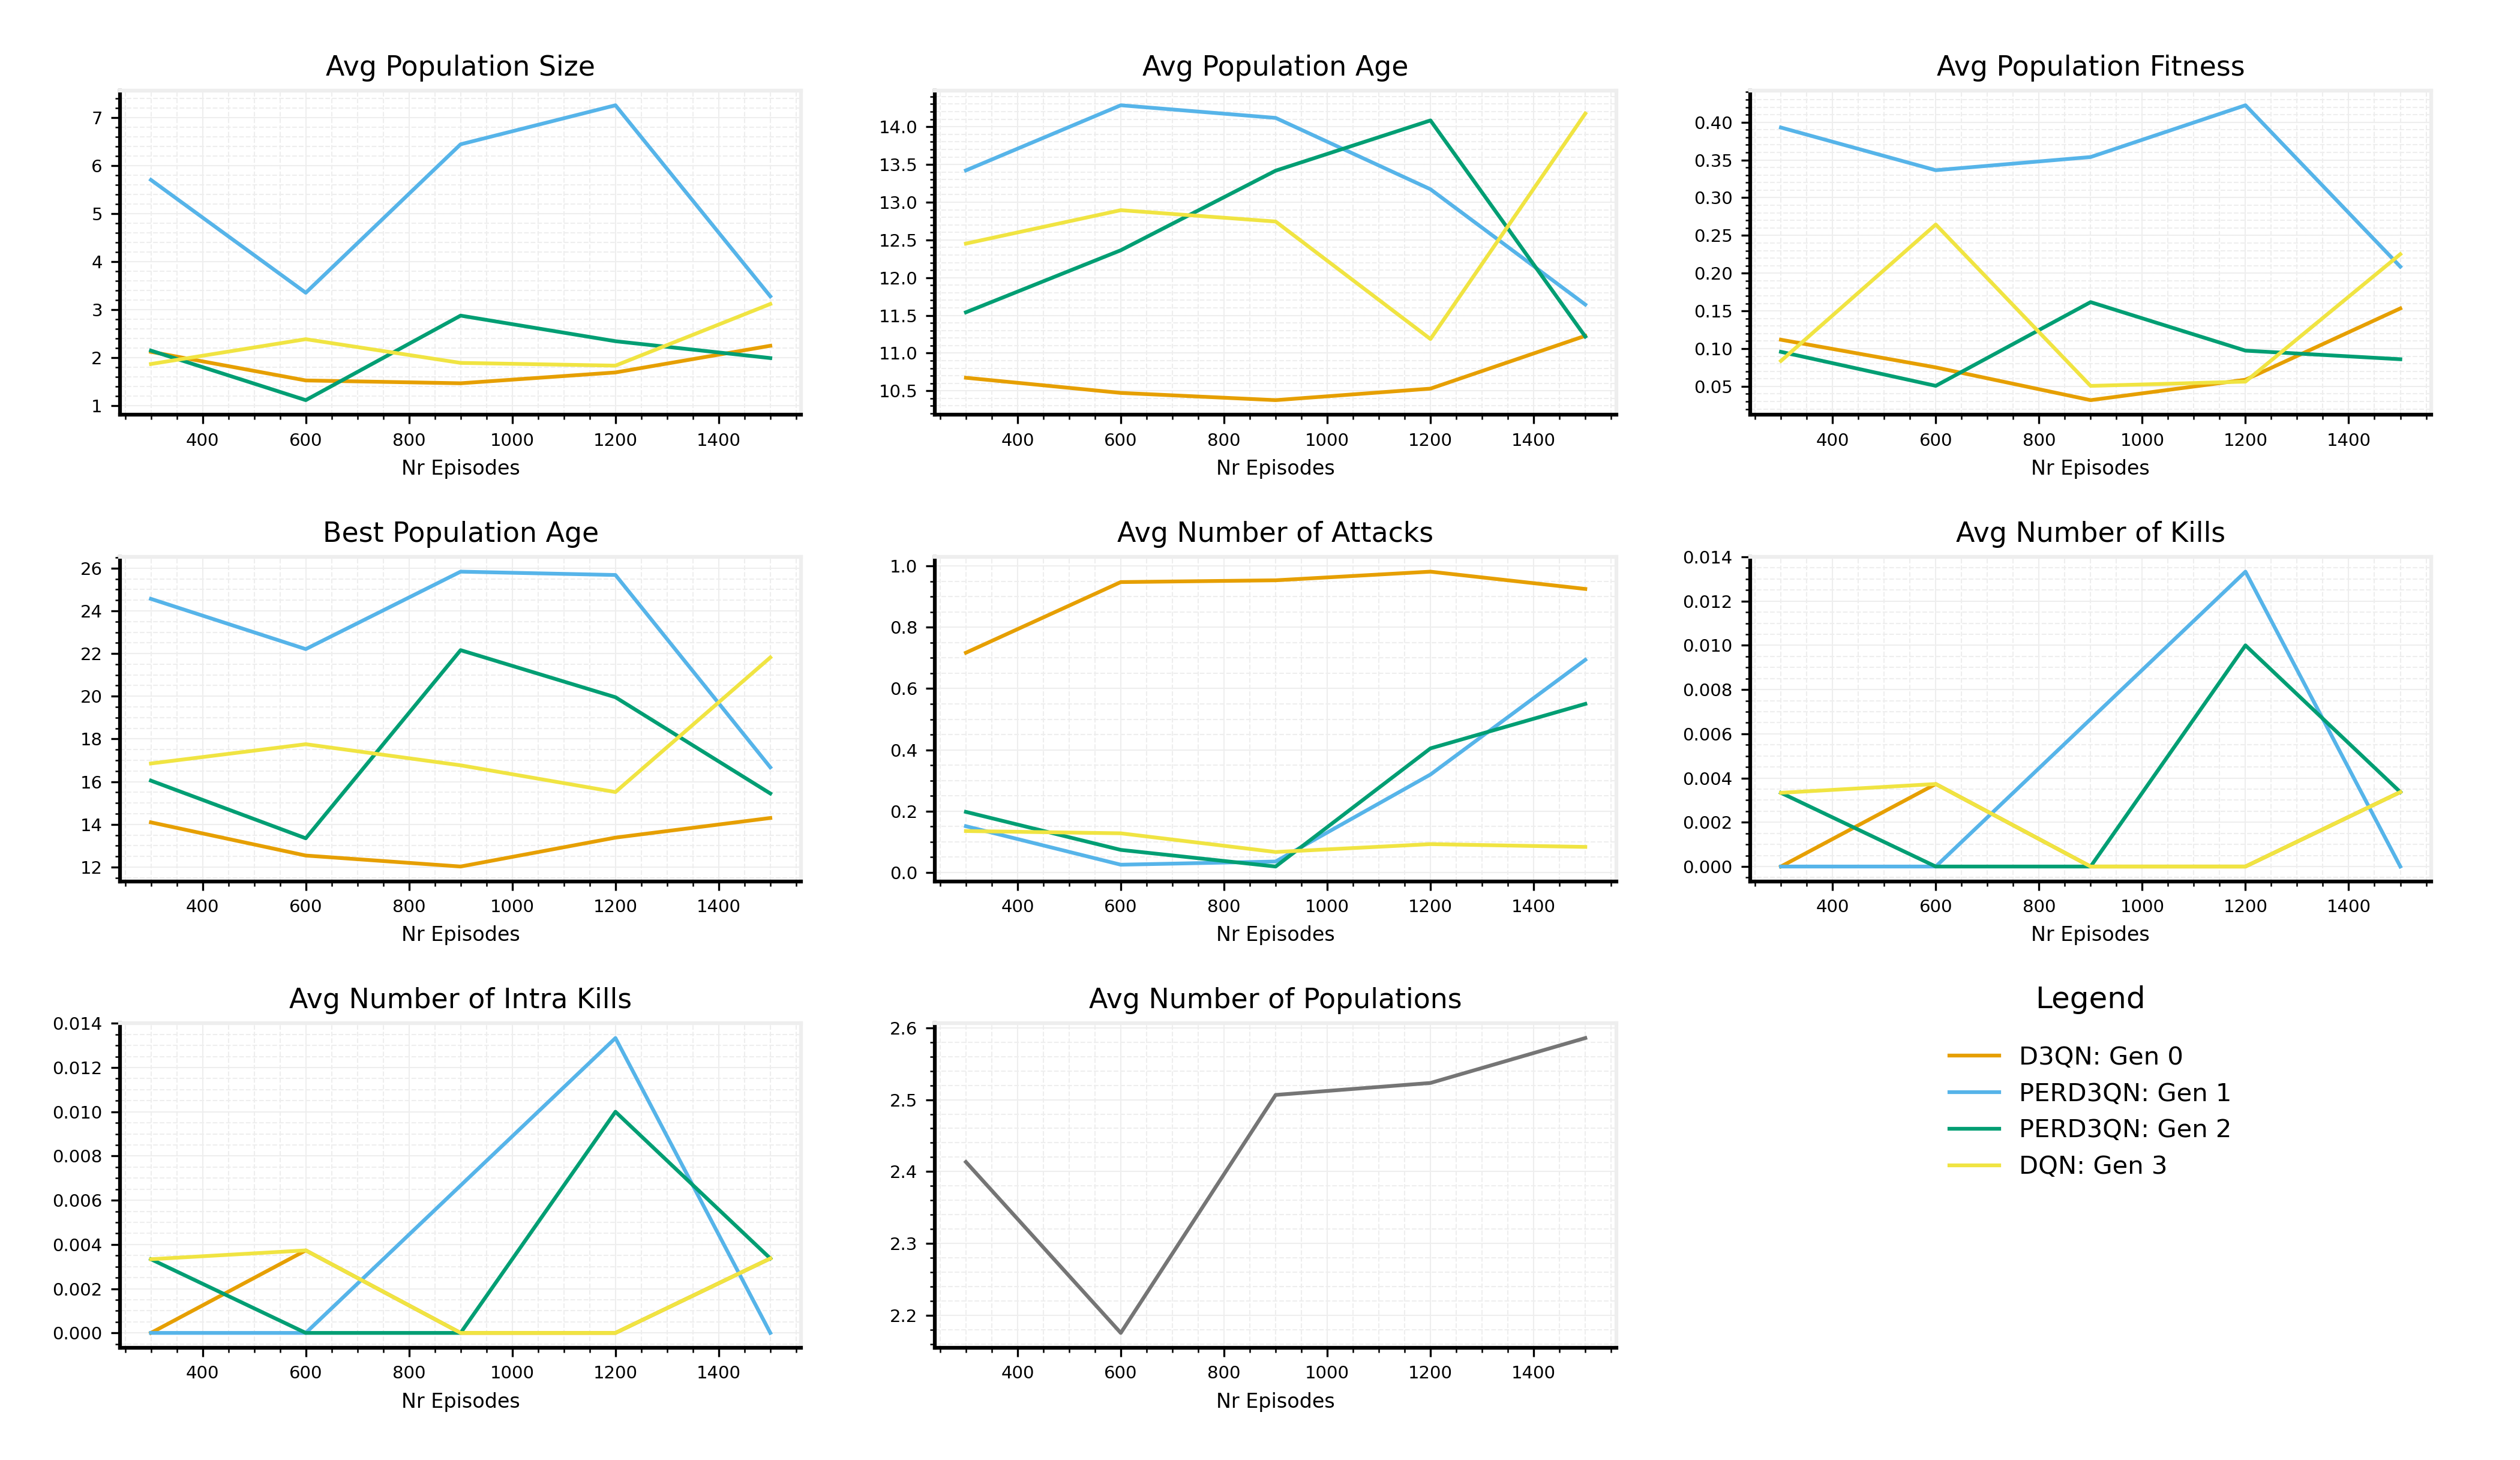 Avg Population Size
7
6
5
4
3
2
1
400 600 800 1000 1200 1400
Nr Episodes
Avg Population Age
14.0
13.5
13.0
12.5
12.0
11.5
11.0
10.5
400 600 800 1000 1200 1400
Nr Episodes
Avg Population Fitness
0.40
0.35
0.30
0.25
0.20
0.15
0.10
0.05
400 600 800 1000 1200 1400
Nr Episodes
Best Population Age
26
24
22
20
18
16
14
12
400 600 800 1000 1200 1400
Nr Episodes
Avg Number of Attacks
1.0
0.8
0.6
0.4
0.2
0.0
400 600 800 1000 1200 1400
Nr Episodes
Avg Number of Kills
0.014
0.012
0.010
0.008
0.006
0.004
0.002
0.000
400 600 800 1000 1200 1400
Nr Episodes
Avg Number of Intra Kills
0.014
0.012
0.010
0.008
0.006
0.004
0.002
0.000
400 600 800 1000 1200 1400
Nr Episodes
Avg Number of Populations
2.6
2.5
2.4
2.3
2.2
400 600 800 1000 1200 1400
Nr Episodes
Legend
D3QN: Gen 0
PERD3QN: Gen 1
PERD3QN: Gen 2
DQN: Gen 3